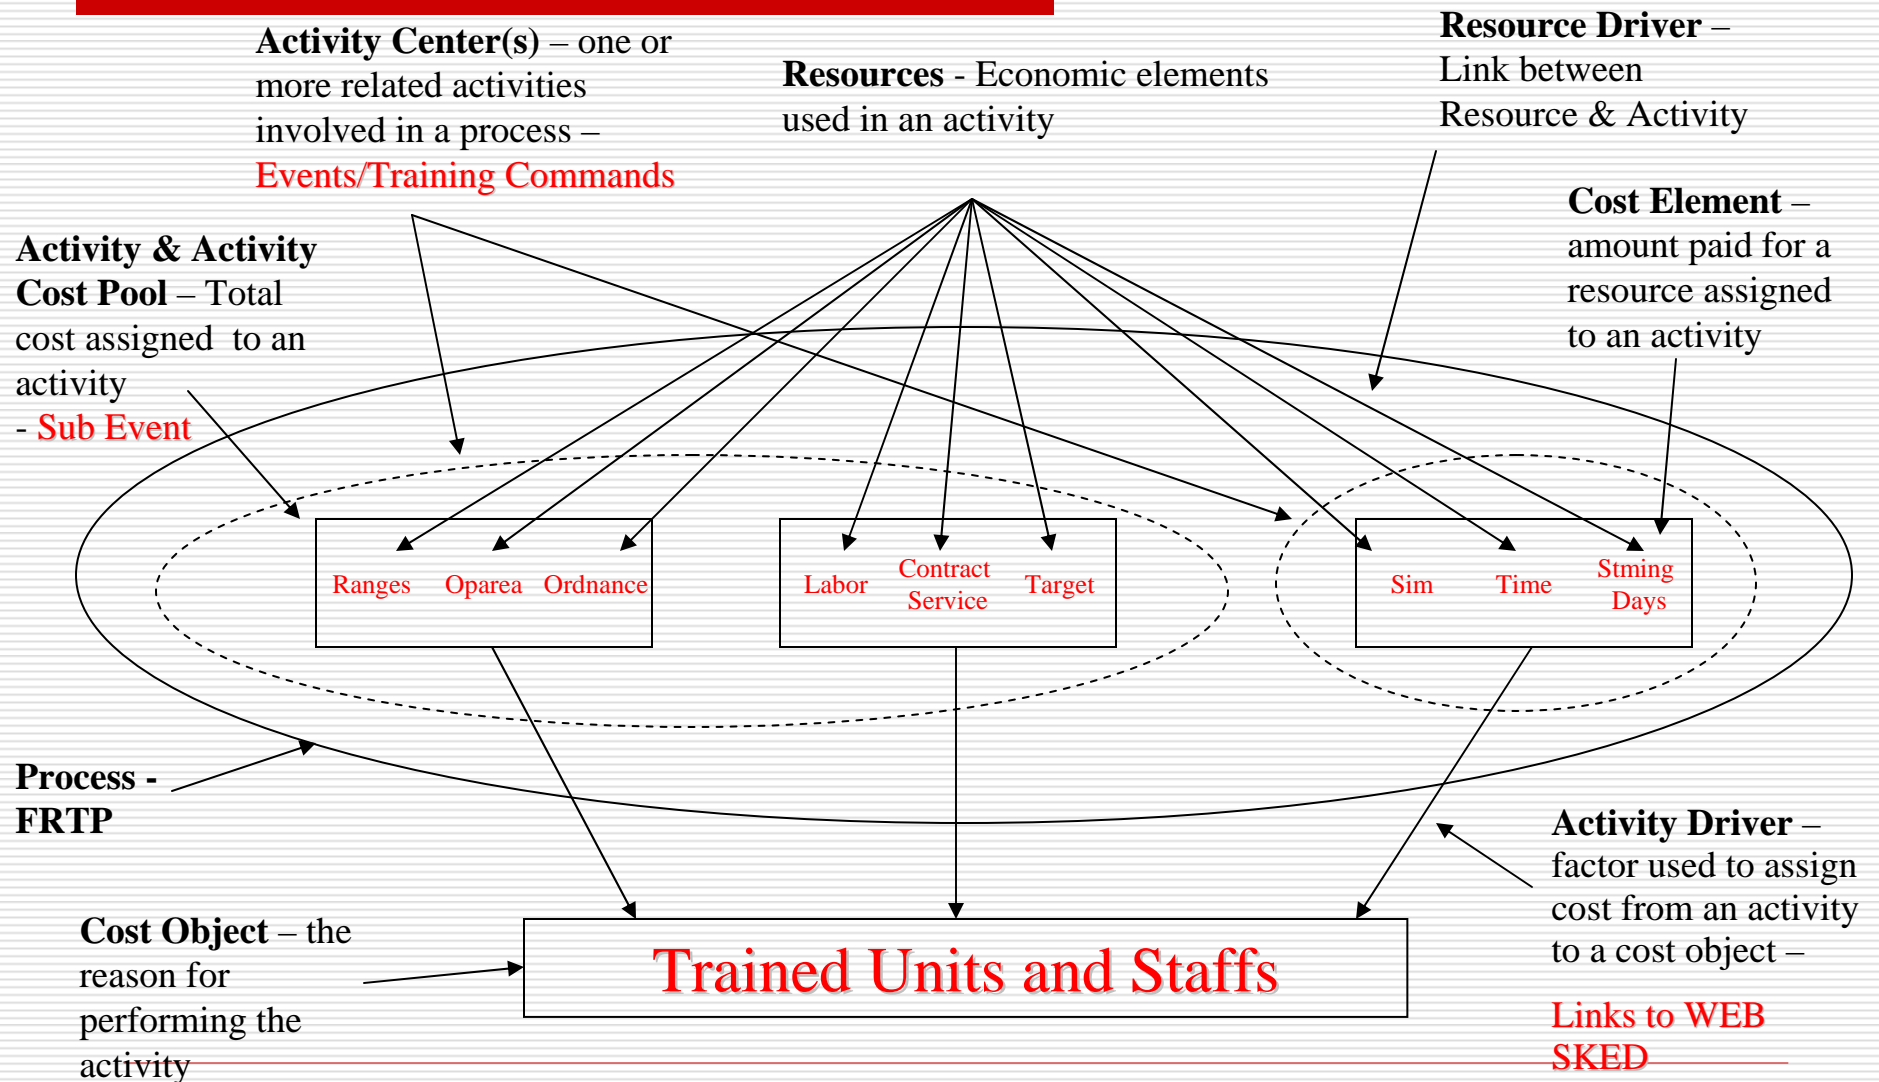 Activity Center(s) – one or
more related activities
involved in a process –
Events/Training Commands
Resources - Economic elements
used in an activity
Resource Driver –
Link between
Resource & Activity
Cost Element –
amount paid for a
resource assigned
to an activity
Activity & Activity
Cost Pool – Total
cost assigned to an
activity
- Sub Event
Ranges
Oparea
Ordnance
Labor
Contract
Service
Target
Sim
Time
Stming
Days
Process -
FRTP
Activity Driver –
factor used to assign
cost from an activity
to a cost object –
Links to WEB
SKED
Cost Object – the
reason for
performing the
activity
Trained Units and Staffs